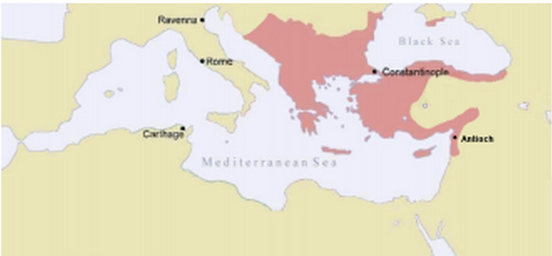 Ravenna
Black Sea
Rome
Constantinople
Carthage
Antioch
Mediterranean Sea